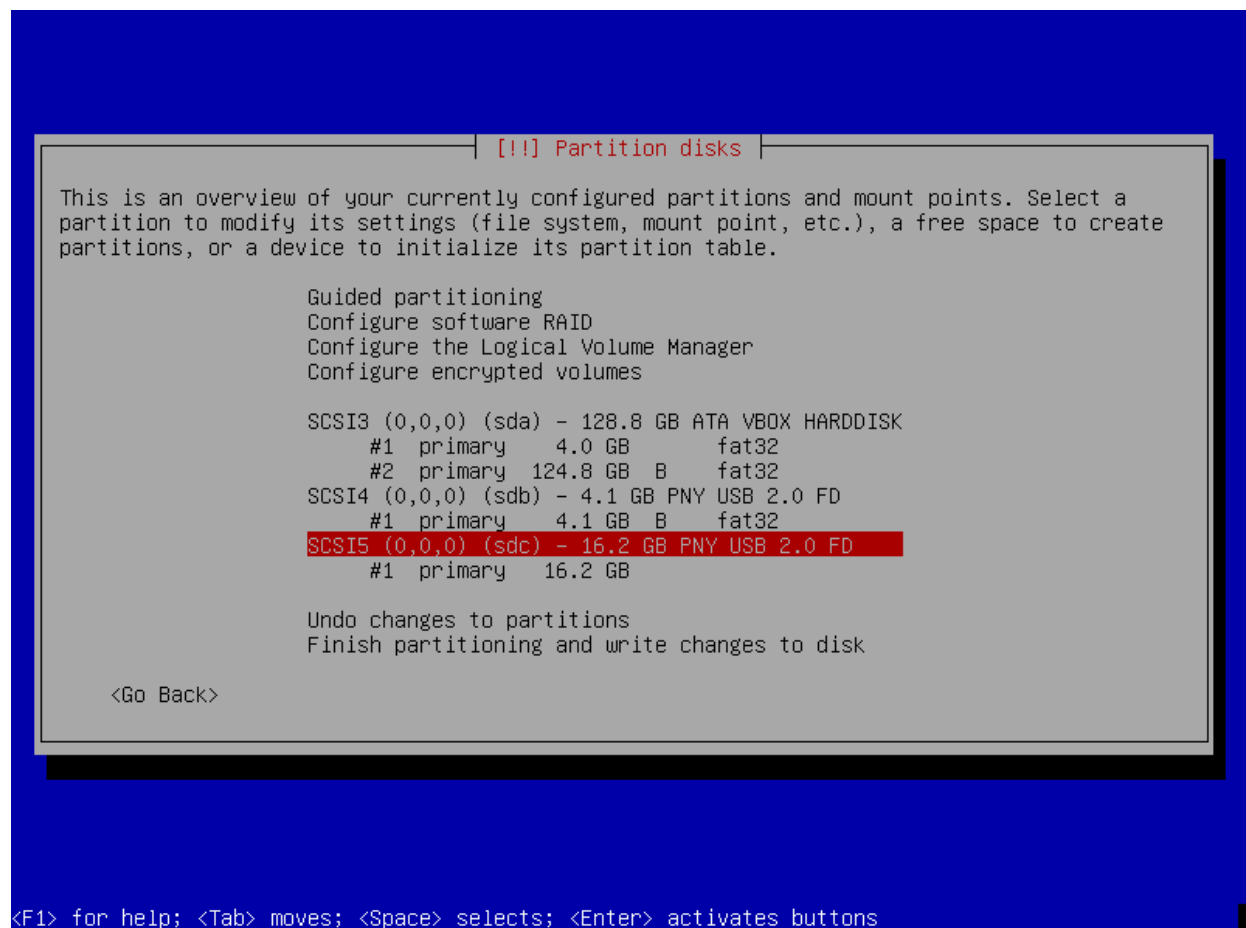 [!!] Partition disks
This is an overview of your currently configured partitions and mount points. Select a
partition to modify its settings (file system, mount point, etc.), a free space to create
partitions, or a device to initialize its partition table.
Guided partitioning
Configure software RAID
Configure the Logical Volume Manager
Configure encrypted volumes
SCSI3 (0,0,0) (sda) – 128.8 GB ATA VBOX HARDDISK
#1 primary 4.0 GB fat32
#2 primary 124.8 GB B fat32
SCSI4 (0,0,0) (sdb) – 4.1 GB PNY USB 2.0 FD
#1 primary 4.1 GB B fat32
SCSI5 (0,0,0) (sdc) – 16.2 GB PNY USB 2.0 FD
#1 primary 16.2 GB
Undo changes to partitions
Finish partitioning and write changes to disk
<Go Back>
<F1> for help; <Tab> moves; <Space> selects; <Enter> activates buttons